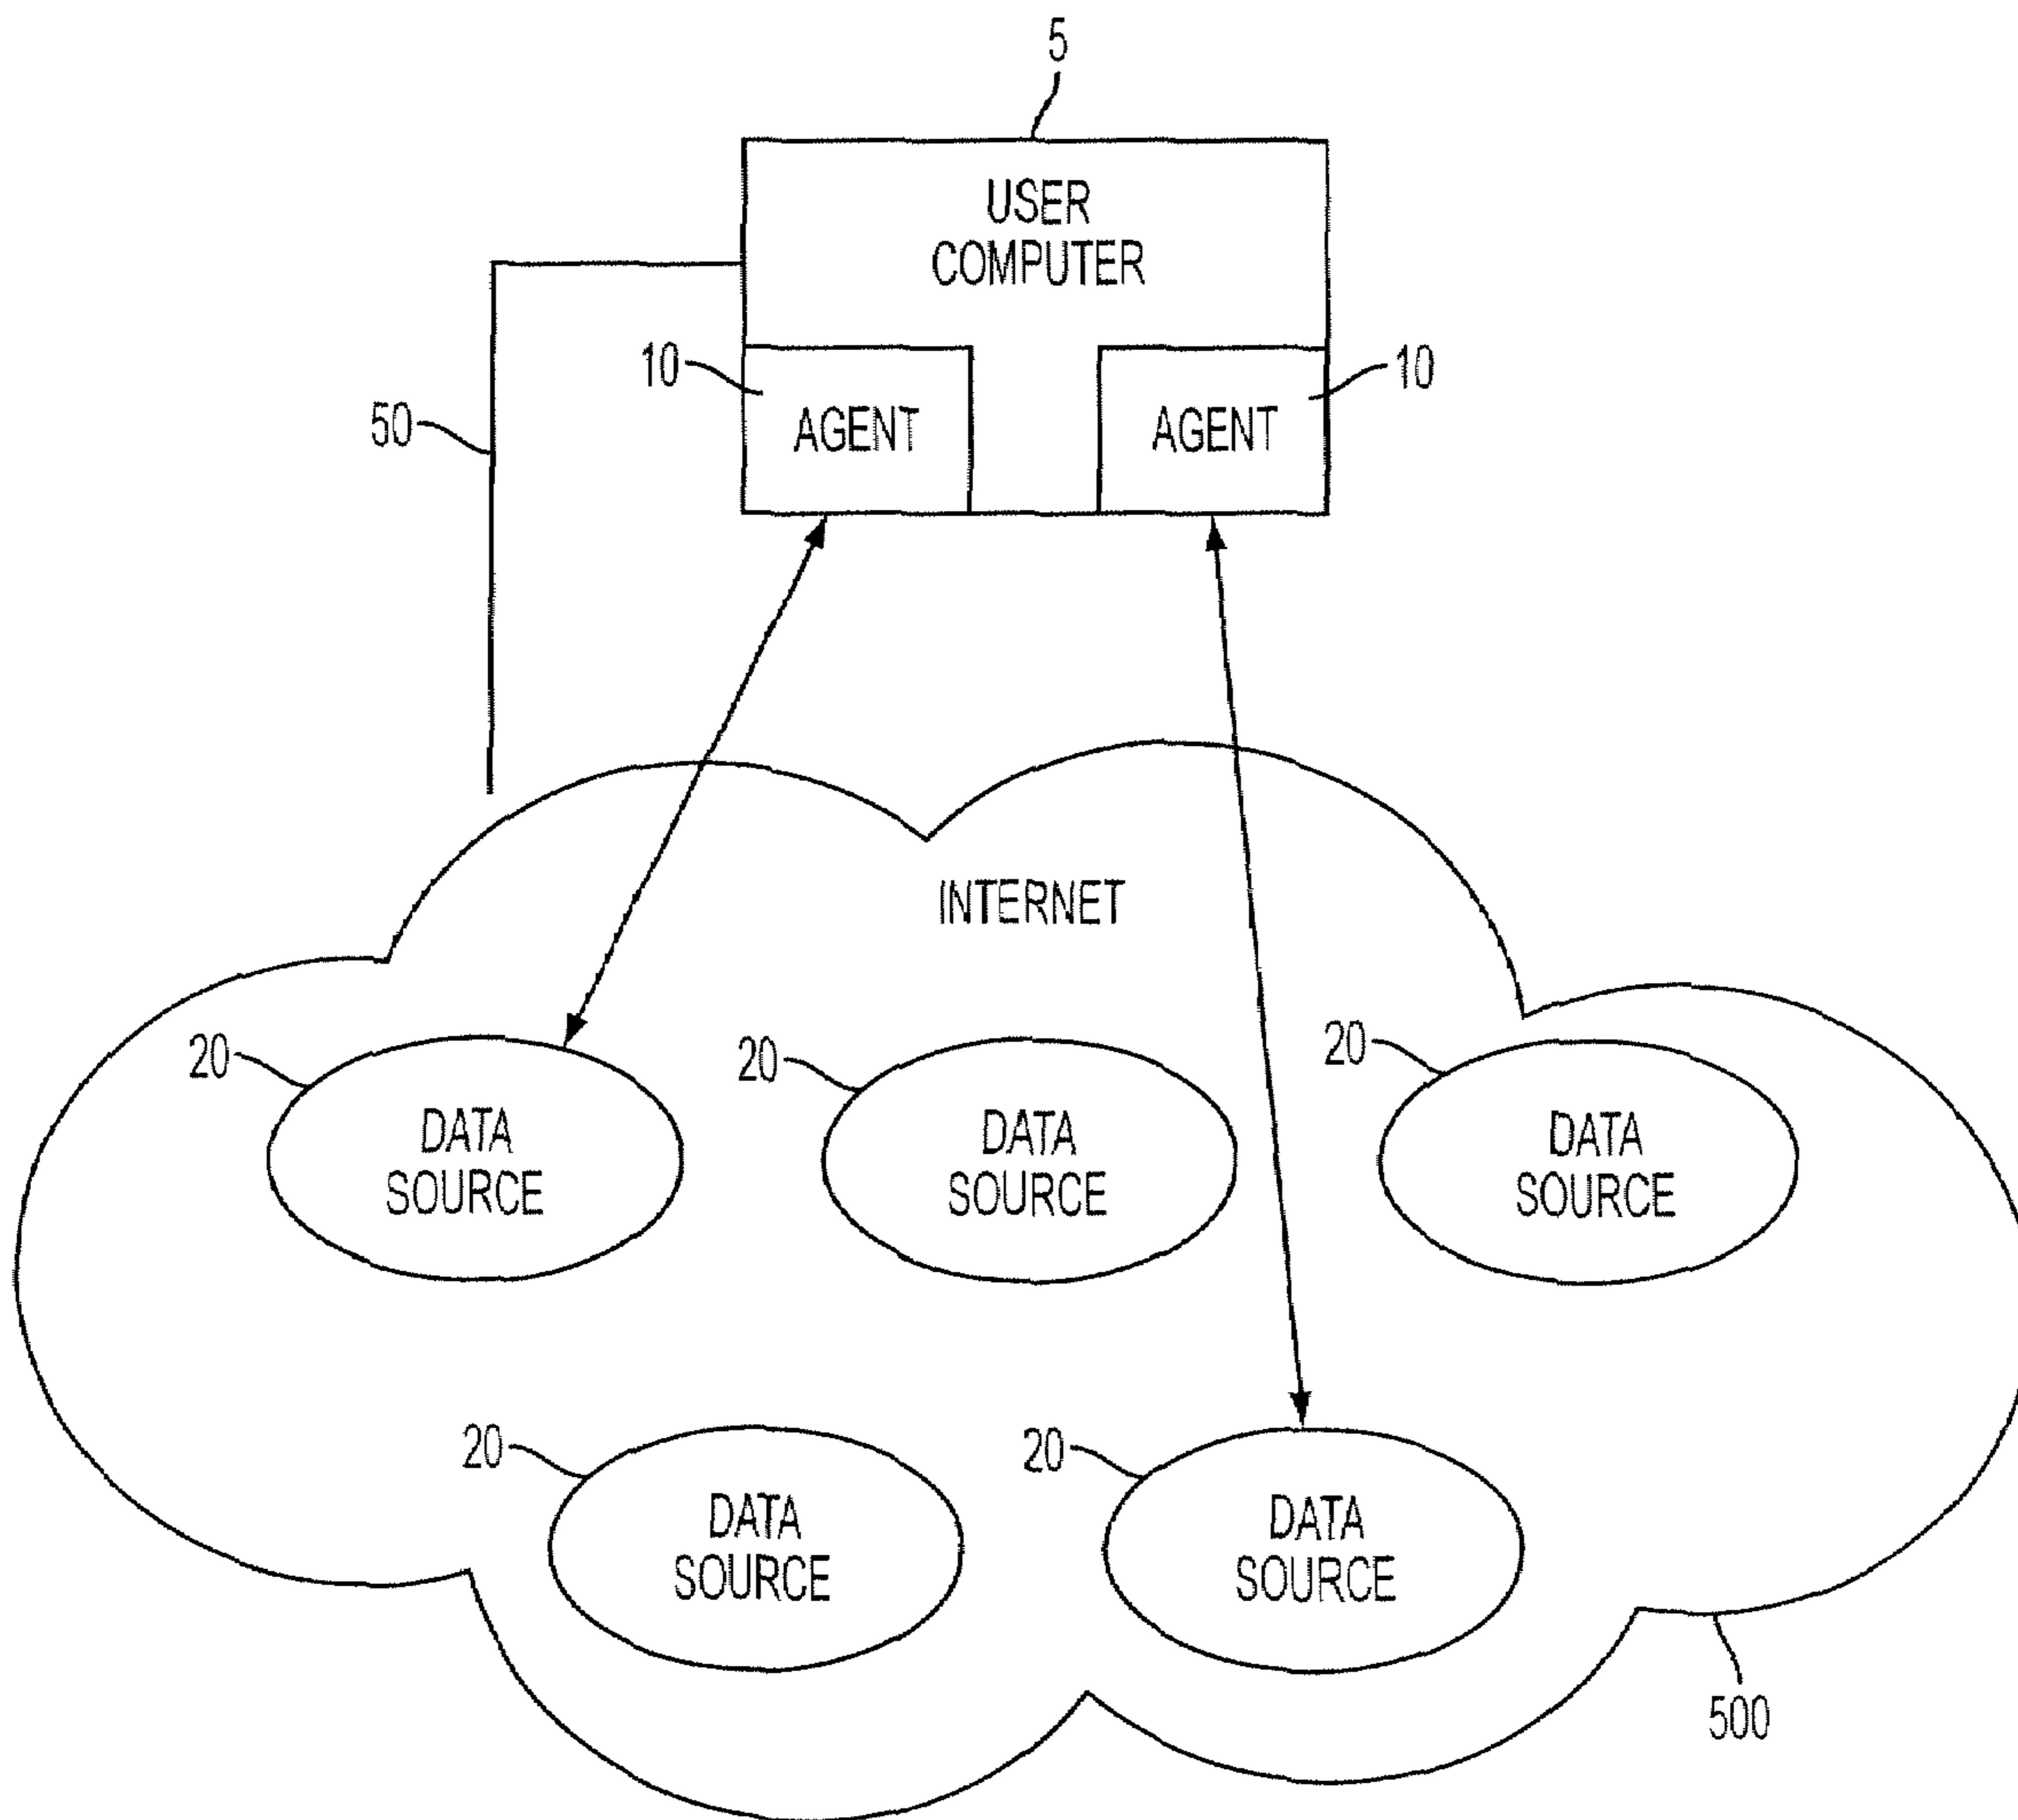 5
USER
COMPUTER
10
10
AGENT
AGENT
50
INTERNET
20
20
20
DATA
SOURCE
DATA
SOURCE
DATA
SOURCE
20
20
DATA
SOURCE
DATA
SOURCE
500